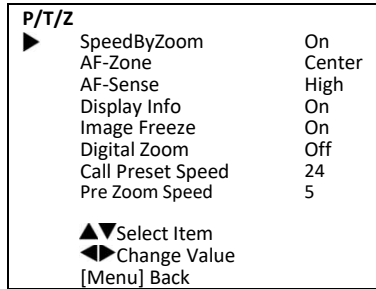 P/T/Z
▶ SpeedByZoom On
AF-Zone Center
AF-Sense High
Display Info On
Image Freeze On
Digital Zoom Off
Call Preset Speed 24
Pre Zoom Speed 5
▲▼Select Item
◀▶Change Value
[Menu] Back